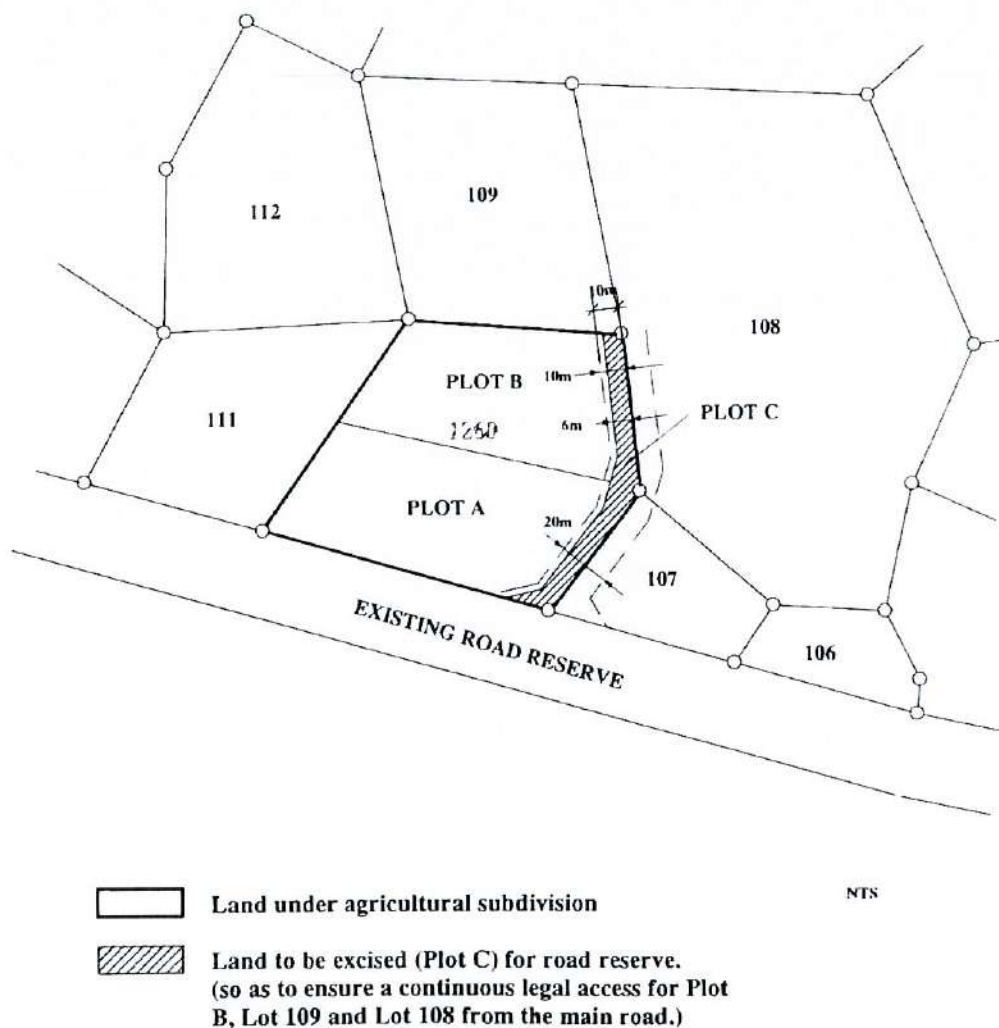 109
112
10m
108
PLOT B
10m
PLOT C
1260
6m
111
PLOT A
20m
107
EXISTING ROAD RESERVE
106
Land under agricultural subdivision
NTS
Land to be excised (Plot C) for road reserve.
(so as to ensure a continuous legal access for Plot
B, Lot 109 and Lot 108 from the main road.)